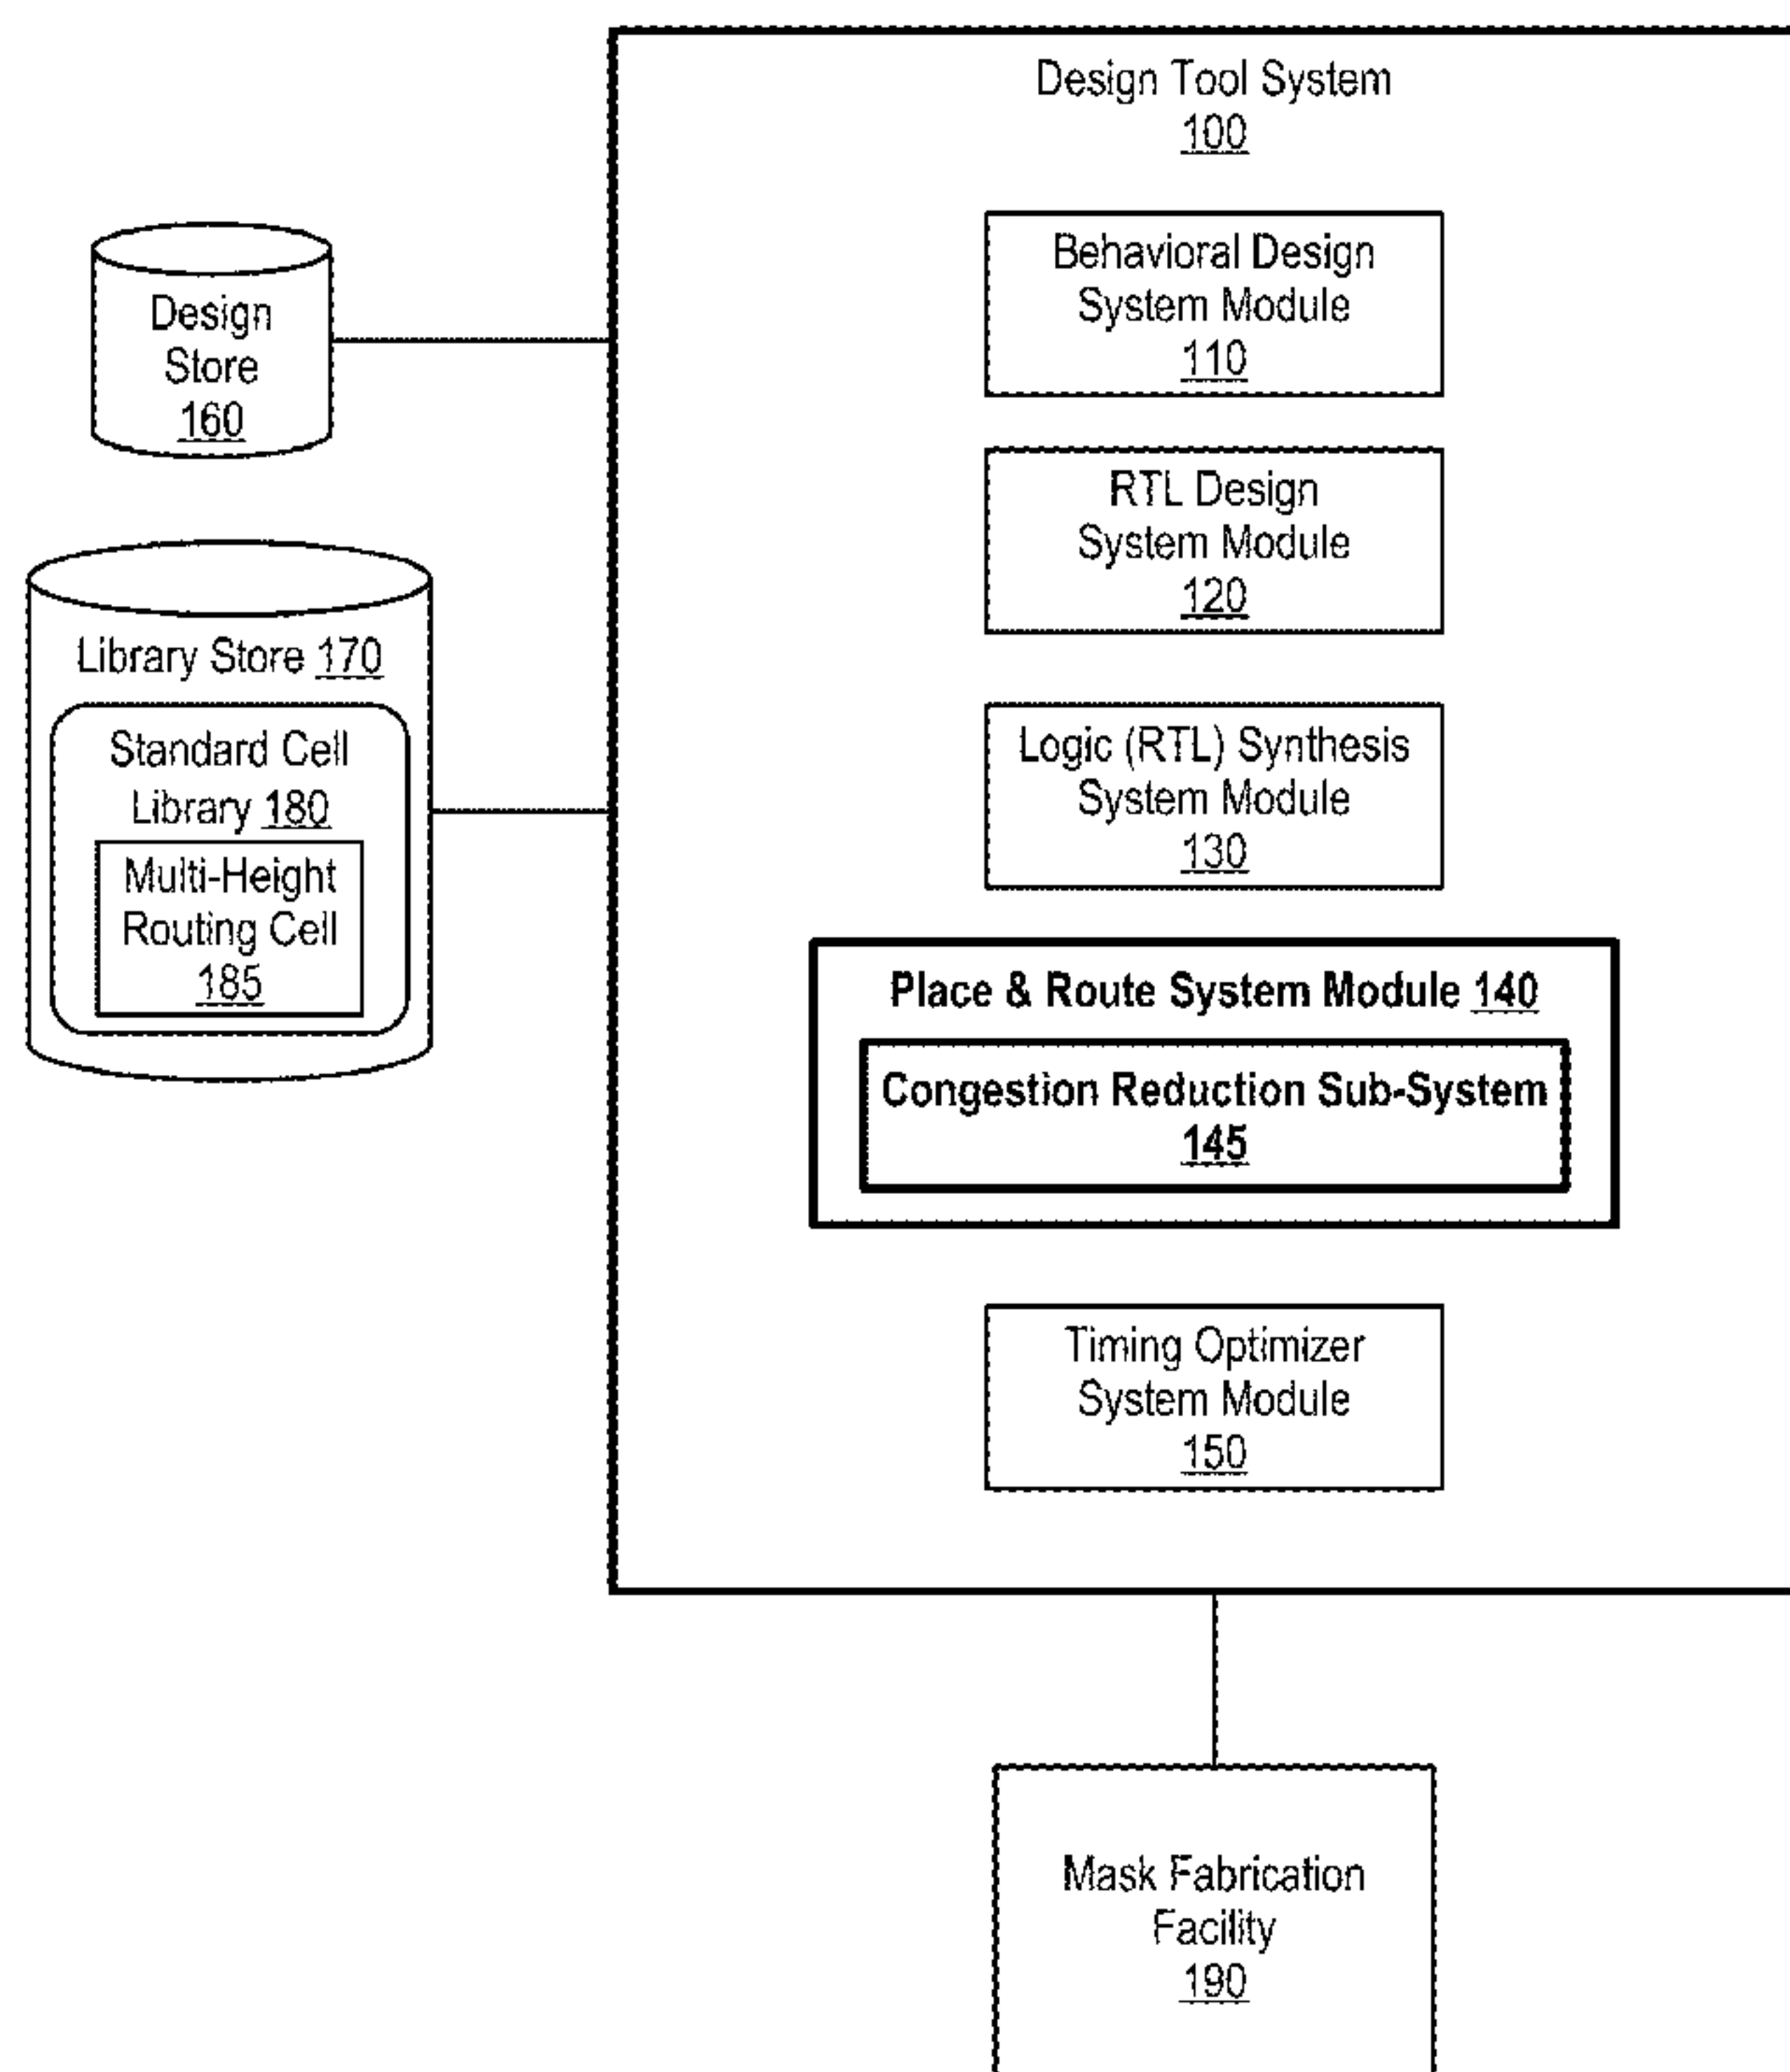 Design Tool System
100
Behavioral Design
System Module
110
RTL Design
System Module
120
Logic (RTL) Synthesis
System Module
130
Place & Route System Module 140
Congestion Reduction Sub-System
145
Timing Optimizer
System Module
150
Design
Store
160
Library Store 170
Standard Cell
Library 180
Multi-Height
Routing Cell
185
Mask Fabrication
Facility
190